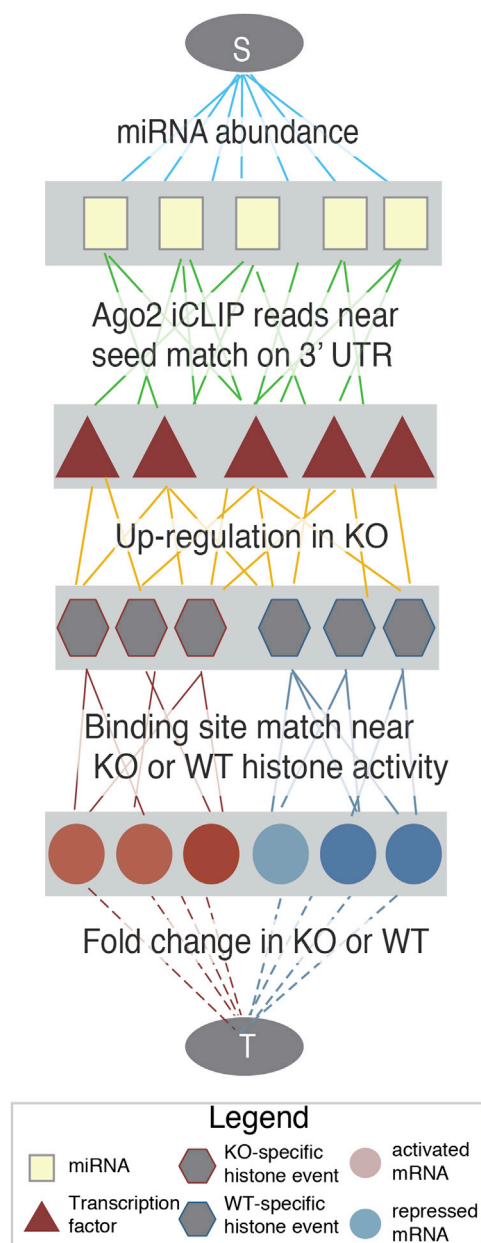 S
miRNA abundance
Ago2 iCLIP reads near
seed match on 3’ UTR
Up-regulation in KO
Binding site match near
KO or WT histone activity
Fold change in KO or WT
T
Legend
miRNA
KO-specific
histone event
activated
mRNA
Transcription
factor
WT-specific
histone event
repressed
mRNA